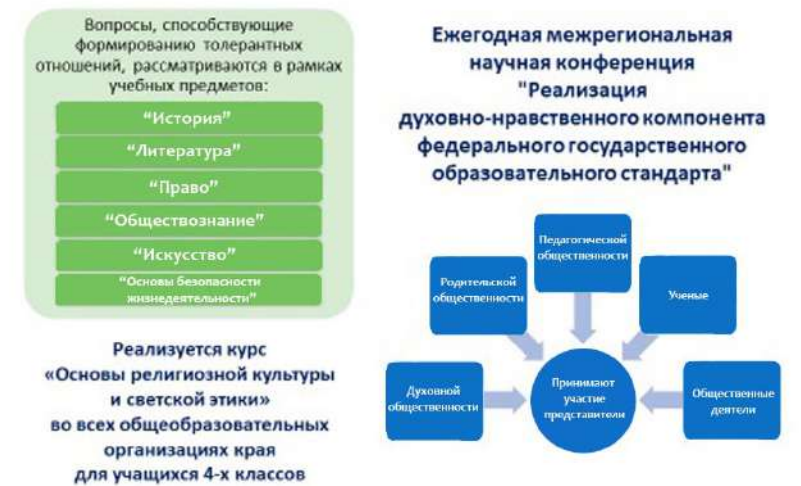 Вопросы, способствующие
формированию толерантных
отношений, рассматриваются в рамках
учебных предметов:
“История”
“Литература”
“Право”
“Обществознание”
“Искусство”
“Основы безопасности
жизнедеятельности”
Реализуется курс
«Основы религиозной культуры
и светской этики»
во всех общеобразовательных
организациях края
для учащихся 4-х классов
Ежегодная межрегиональная
научная конференция
"Реализация
духовно-нравственного компонента
федерального государственного
образовательного стандарта"
Духовной
общественности
Родительской
общественности
Педагогической
общественности
Ученые
Общественные
деятели
Принимают
участие
представители